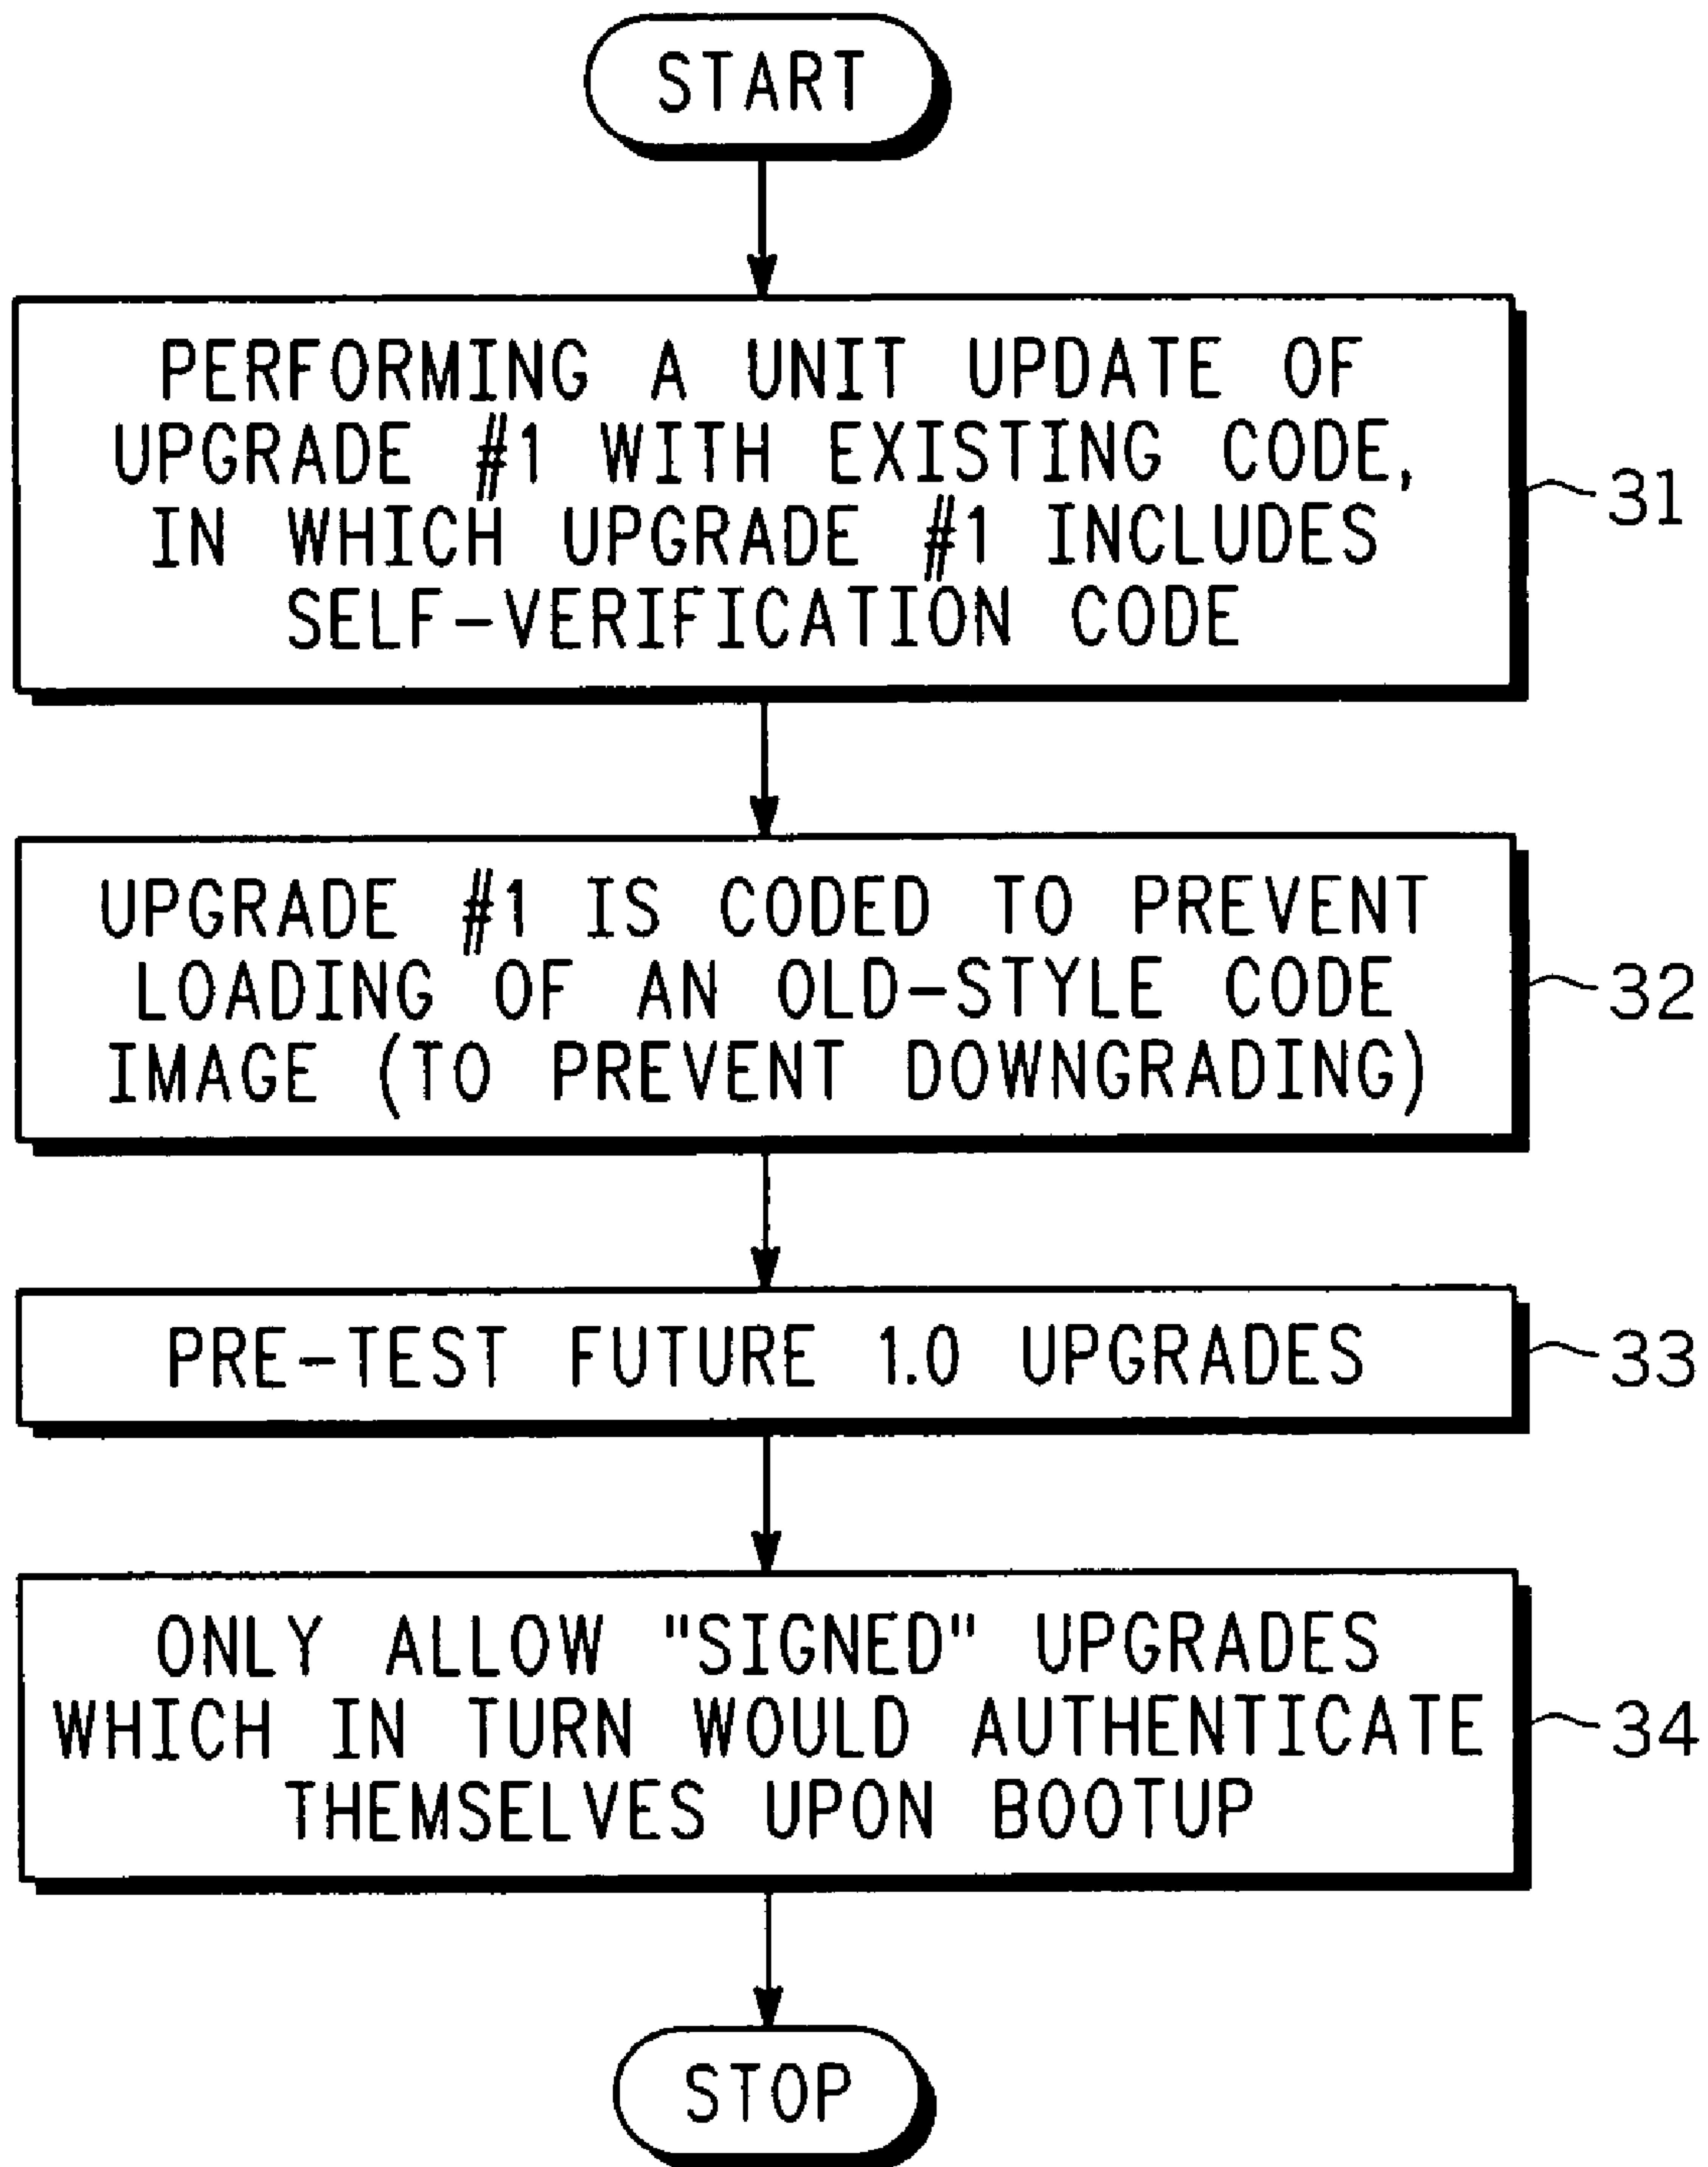 START
PERFORMING A UNIT UPDATE OF
UPGRADE #1 WITH EXISTING CODE,
IN WHICH UPGRADE #1 INCLUDES
SELF-VERIFICATION CODE
31
UPGRADE #1 IS CODED TO PREVENT
LOADING OF AN OLD-STYLE CODE
IMAGE (TO PREVENT DOWNGRADING)
32
PRE-TEST FUTURE 1.0 UPGRADES
33
ONLY ALLOW "SIGNED" UPGRADES
WHICH IN TURN WOULD AUTHENTICATE
THEMSELVES UPON BOOTUP
34
STOP